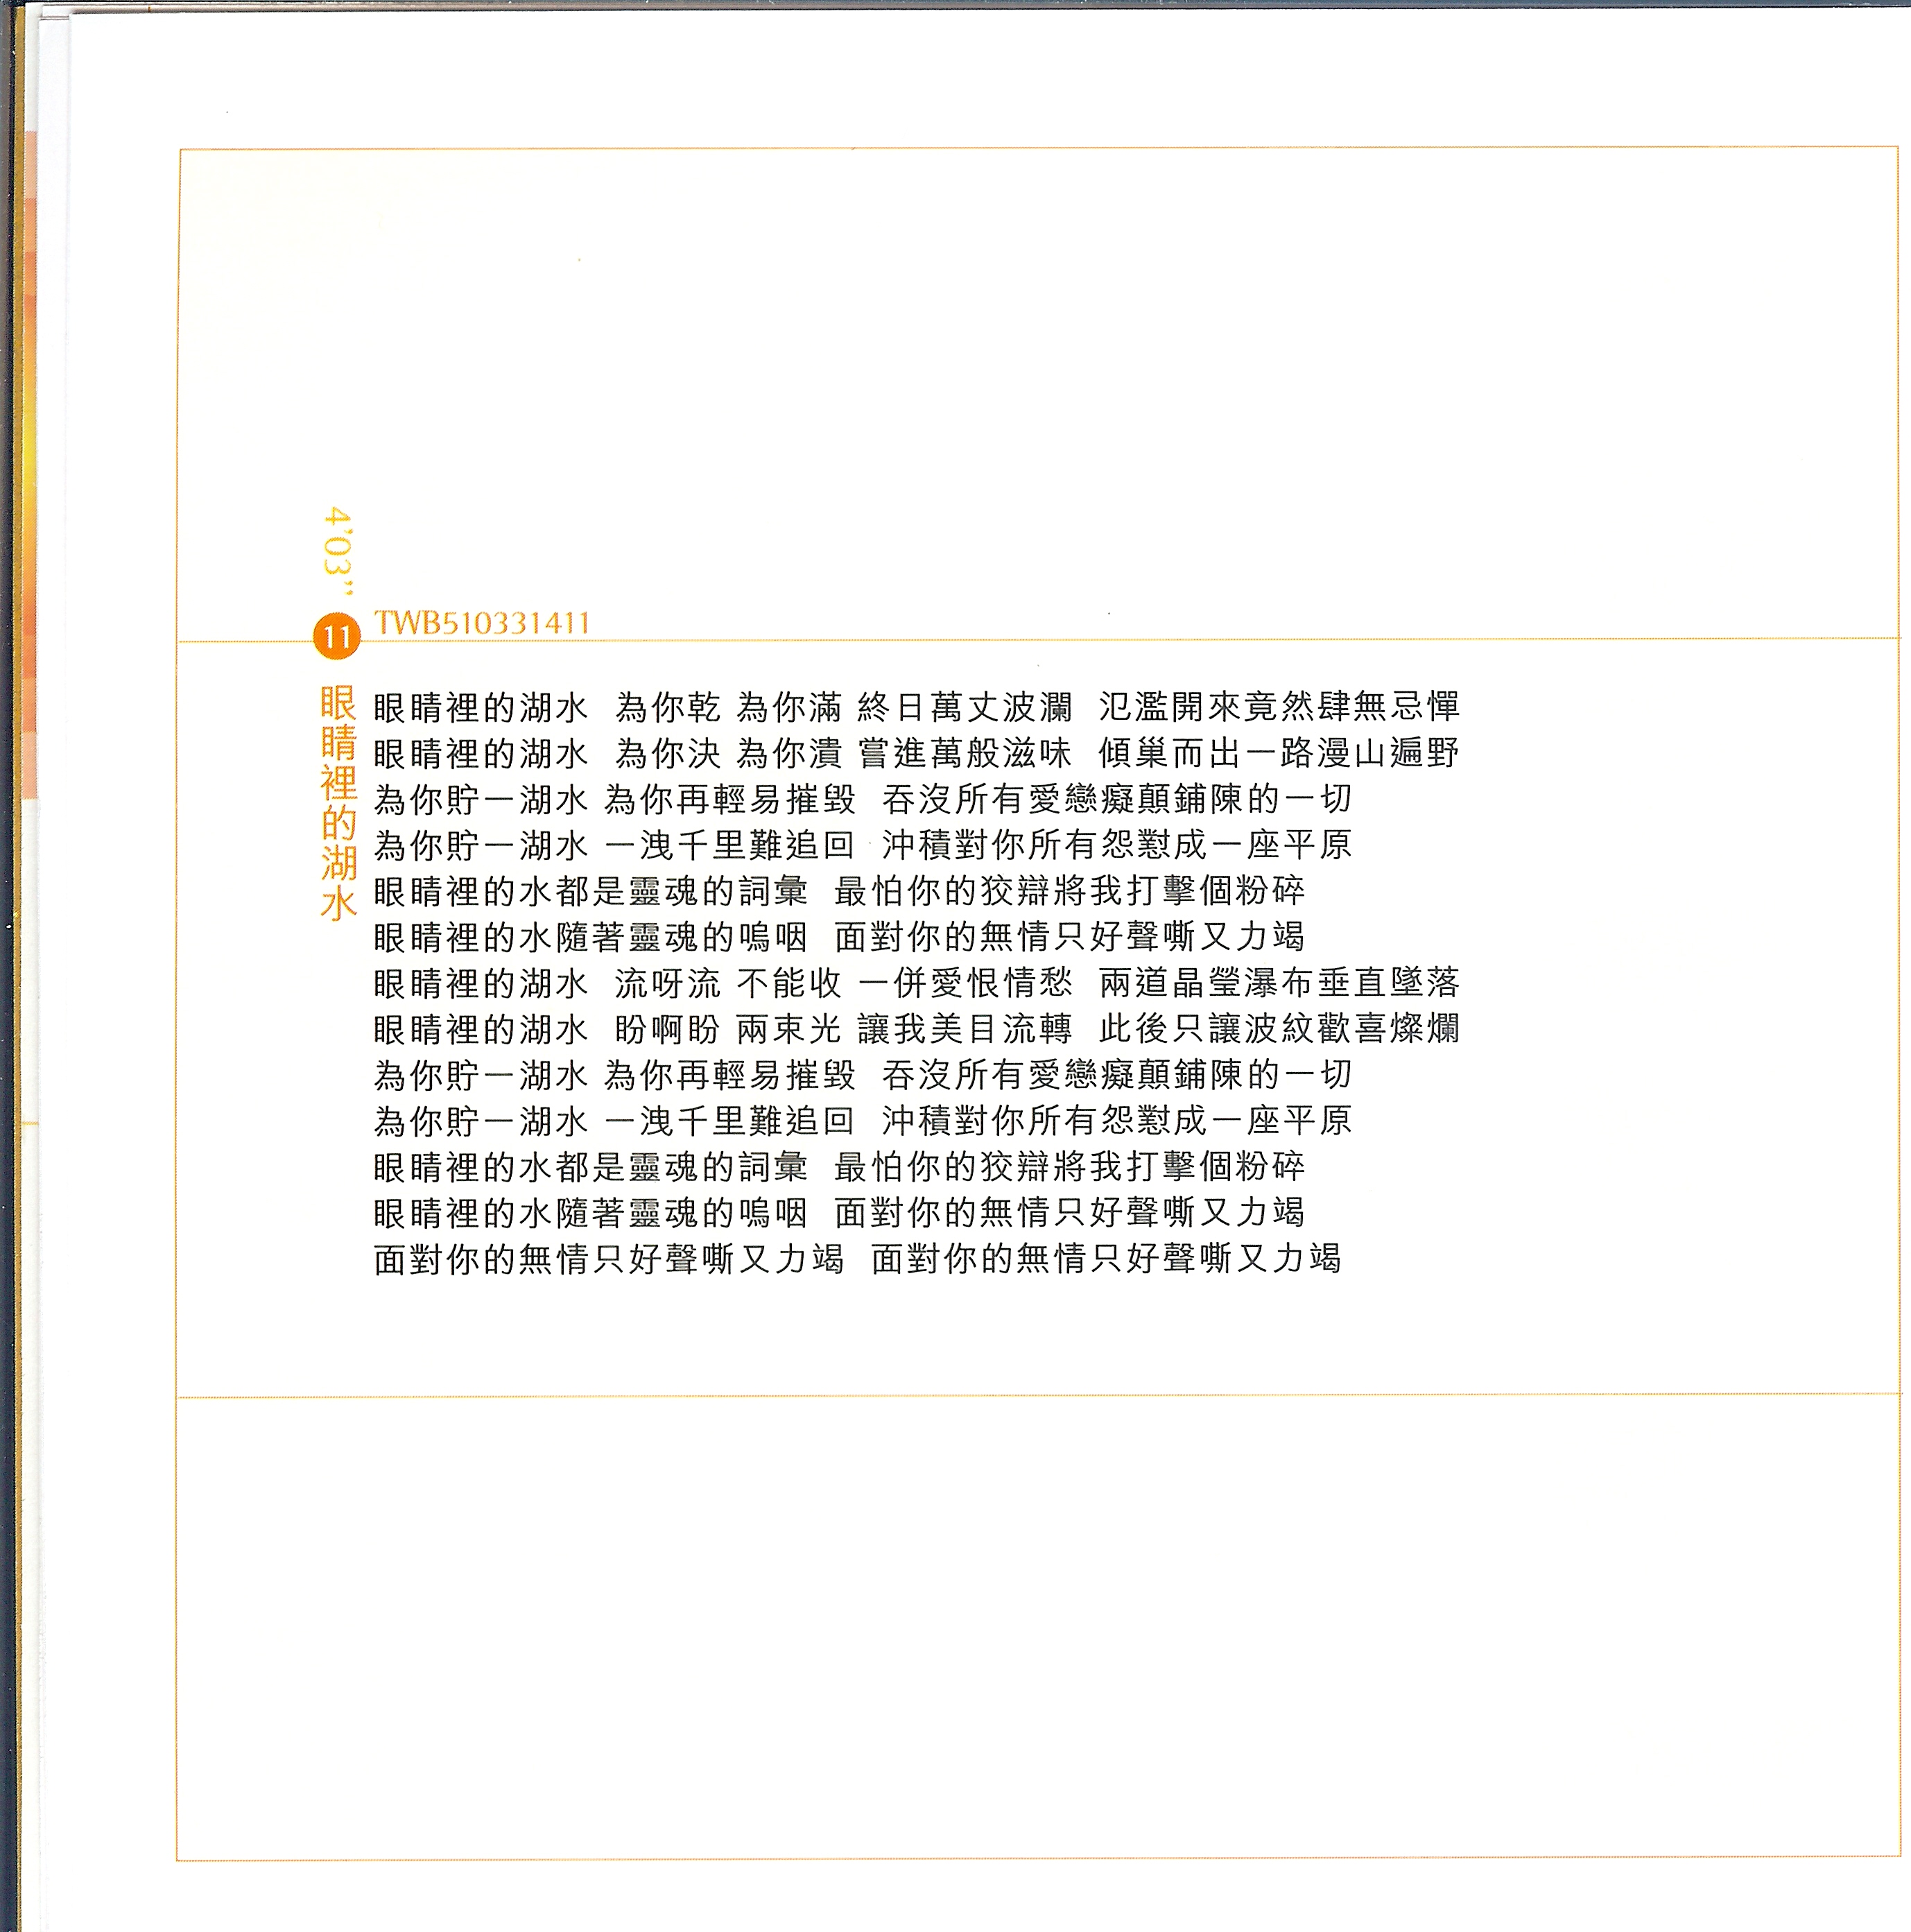 4'03"
11 TWB510331411
眼睛裡的湖水
眼睛裡的湖水 為你乾 為你滿 終日萬丈波瀾 氾濫開來竟然肆無忌憚
眼睛裡的湖水 為你決 為你潰 嘗進萬般滋味 傾巢而出一路漫山遍野
為你貯一湖水 為你再輕易摧毀 吞沒所有愛戀癡顛鋪陳的一切
為你貯一湖水 一洩千里難追回 沖積對你所有怨懟成一座平原
眼睛裡的水都是靈魂的詞彙 最怕你的狡辯將我打擊個粉碎
眼睛裡的水隨著靈魂的嗚咽 面對你的無情只好聲嘶又力竭
眼睛裡的湖水 流呀流 不能收 一併愛恨情愁 兩道晶瑩瀑布垂直墜落
眼睛裡的湖水 盼啊盼 兩束光 讓我美目流轉 此後只讓波紋歡喜燦爛
為你貯一湖水 為你再輕易摧毀 吞沒所有愛戀癡顛鋪陳的一切
為你貯一湖水 一洩千里難追回 沖積對你所有怨懟成一座平原
眼睛裡的水都是靈魂的詞彙 最怕你的狡辯將我打擊個粉碎
眼睛裡的水隨著靈魂的嗚咽 面對你的無情只好聲嘶又力竭
面對你的無情只好聲嘶又力竭 面對你的無情只好聲嘶又力竭